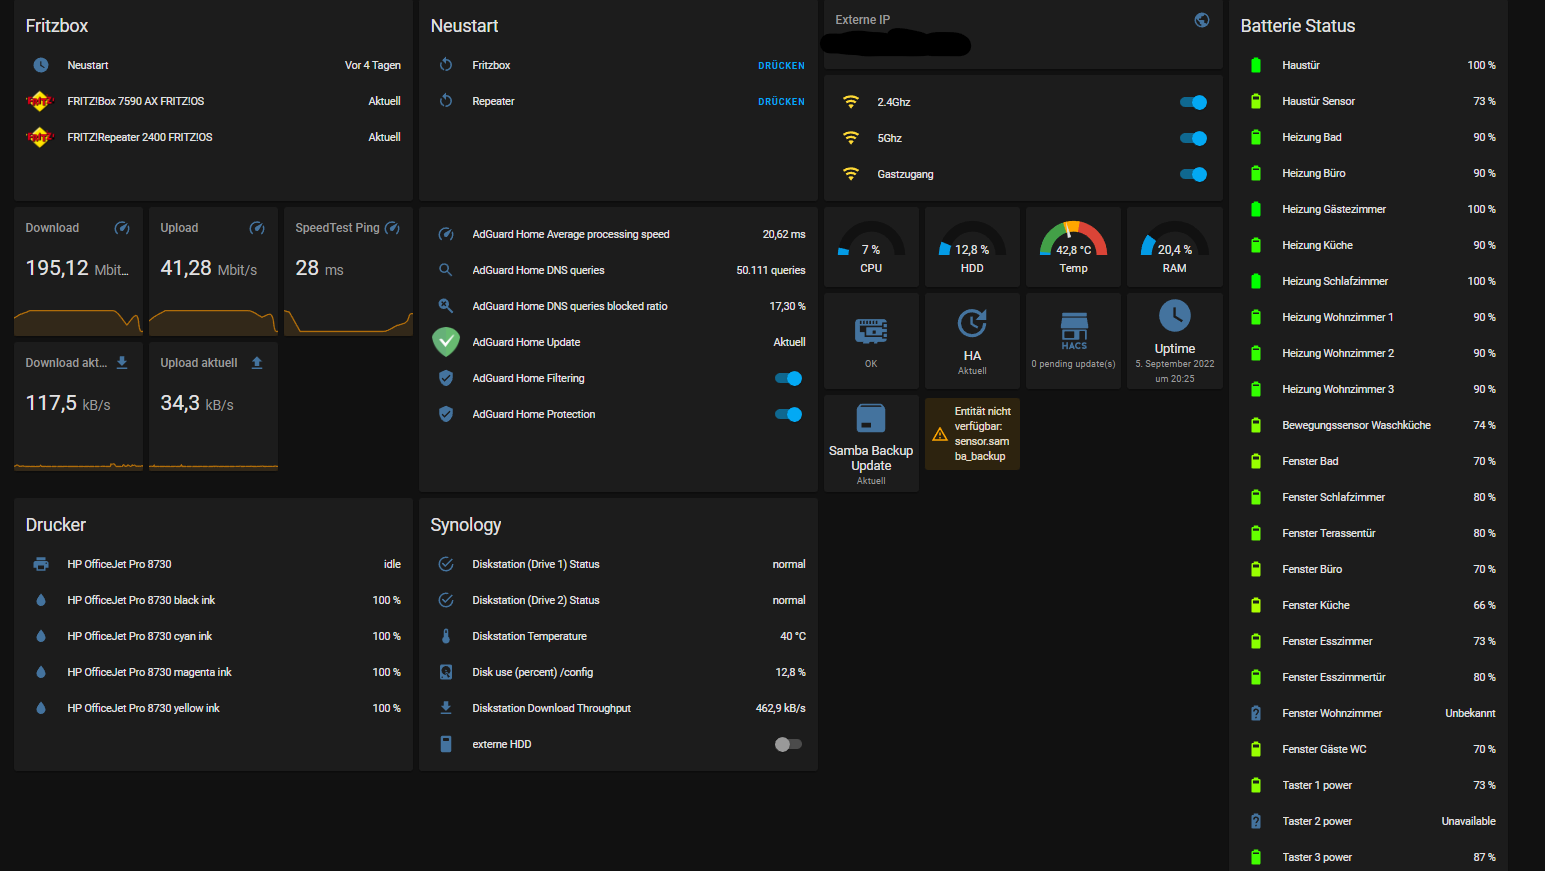 Fritzbox
Neustart
Vor 4 Tagen
FRITZ!Box 7590 AX FRITZ!OS
Aktuell
FRITZ!Repeater 2400 FRITZ!OS
Aktuell
Neustart
Fritzbox
DRÜCKEN
Repeater
DRÜCKEN
Externe IP
2.4Ghz
5Ghz
Gastzugang
Download
195,12 Mbit...
Upload
41,28 Mbit/s
SpeedTest Ping
28 ms
Download akt...
117,5 kB/s
Upload aktuell
34,3 kB/s
AdGuard Home Average processing speed
20,62 ms
AdGuard Home DNS queries
50.111 queries
AdGuard Home DNS queries blocked ratio
17,30 %
AdGuard Home Update
Aktuell
AdGuard Home Filtering
AdGuard Home Protection
7 %
CPU
12,8 %
HDD
42,8 °C
Temp
20,4 %
RAM
OK
HA
Aktuell
HACS
0 pending update(s)
Uptime
5. September 2022
um 20:25
Samba Backup
Update
Aktuell
Entität nicht
verfügbar:
sensor.sam
ba_backup
Drucker
HP OfficeJet Pro 8730
idle
HP OfficeJet Pro 8730 black ink
100 %
HP OfficeJet Pro 8730 cyan ink
100 %
HP OfficeJet Pro 8730 magenta ink
100 %
HP OfficeJet Pro 8730 yellow ink
100 %
Synology
Diskstation (Drive 1) Status
normal
Diskstation (Drive 2) Status
normal
Diskstation Temperature
40 °C
Disk use (percent) /config
12,8 %
Diskstation Download Throughput
462,9 kB/s
externe HDD
Batterie Status
Haustür
100 %
Haustür Sensor
73 %
Heizung Bad
90 %
Heizung Büro
90 %
Heizung Gästezimmer
100 %
Heizung Küche
90 %
Heizung Schlafzimmer
100 %
Heizung Wohnzimmer 1
90 %
Heizung Wohnzimmer 2
90 %
Heizung Wohnzimmer 3
90 %
Bewegungssensor Waschküche
74 %
Fenster Bad
70 %
Fenster Schlafzimmer
80 %
Fenster Terassentür
80 %
Fenster Büro
70 %
Fenster Küche
66 %
Fenster Esszimmer
73 %
Fenster Esszimmertür
80 %
Fenster Wohnzimmer
Unbekannt
Fenster Gäste WC
70 %
Taster 1 power
73 %
Taster 2 power
Unavailable
Taster 3 power
87 %